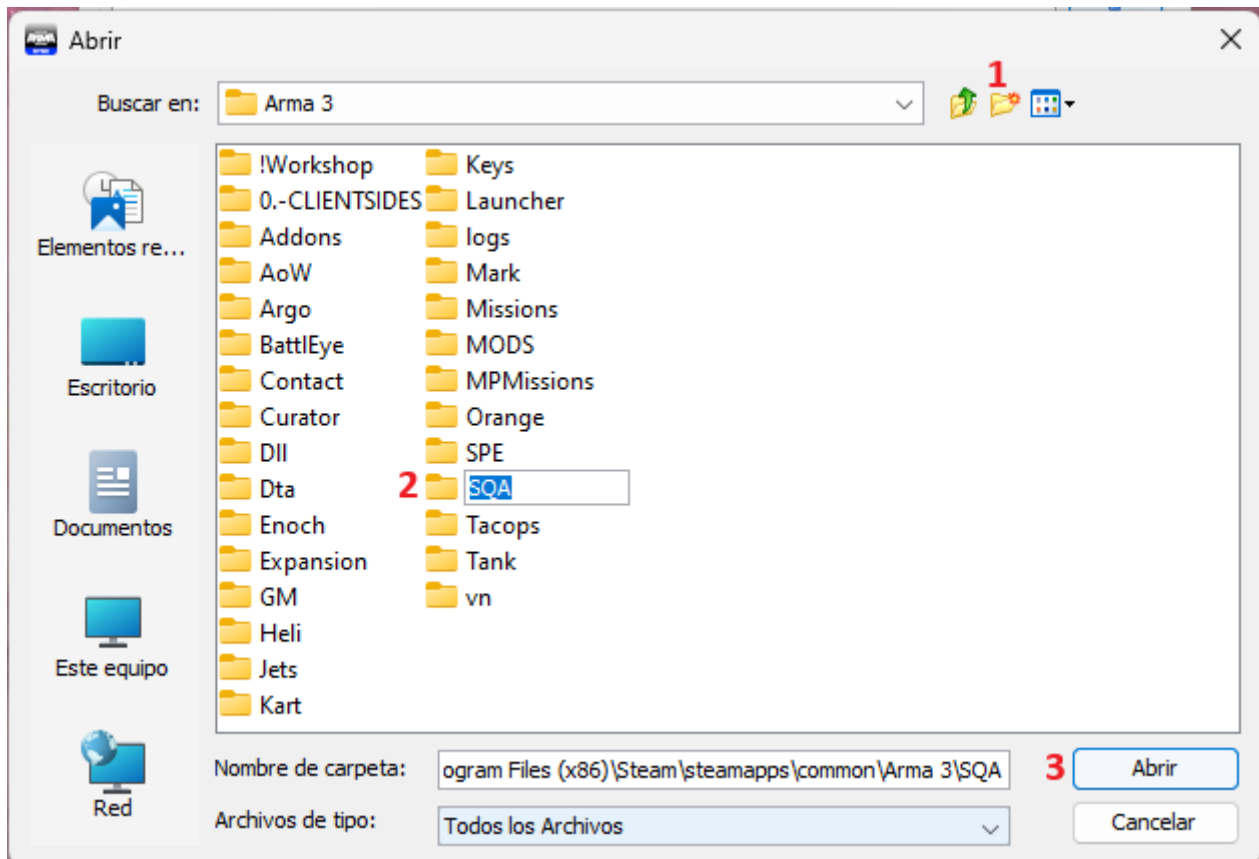 Abrir
1
Buscar en:
Arma 3
!Workshop
0.-CLIENTSIDES
Addons
AoW
Argo
BattlEye
Contact
Curator
Dll
Dta
Enoch
Expansion
GM
Heli
Jets
Kart
Keys
Launcher
logs
Mark
Missions
MODS
MPMissions
Orange
SPE
2
SQA
Tacops
Tank
vn
Elementos re...
Escritorio
Documentos
Este equipo
Red
Nombre de carpeta:
ogram Files (x86)\Steam\steamapps\common\Arma 3\SQA
3
Abrir
Archivos de tipo:
Todos los Archivos
Cancelar